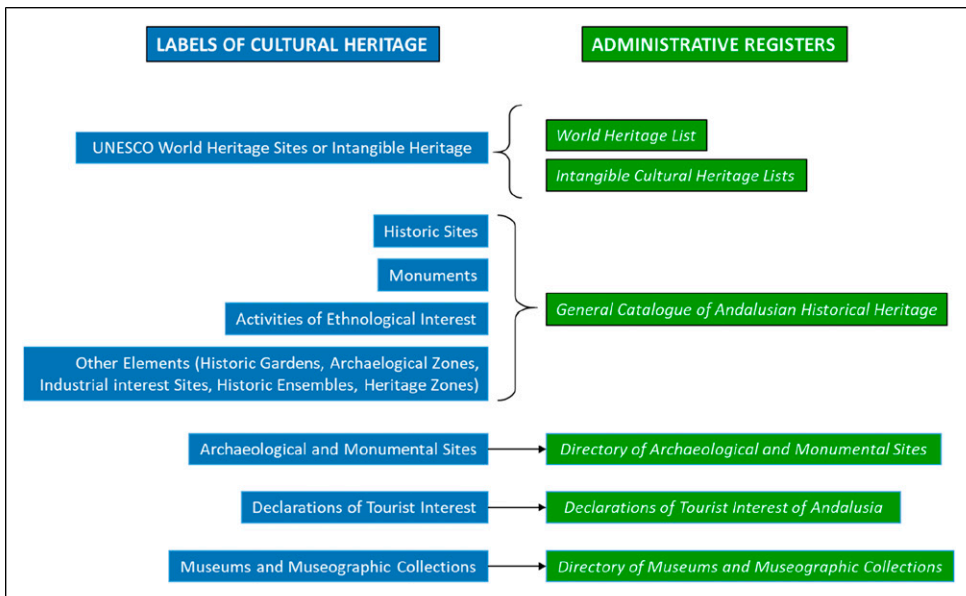 LABELS OF CULTURAL HERITAGE
ADMINISTRATIVE REGISTERS
UNESCO World Heritage Sites or Intangible Heritage
World Heritage List
Intangible Cultural Heritage Lists
Historic Sites
Monuments
Activities of Ethnological Interest
Other Elements (Historic Gardens, Archaelogical Zones,
Industrial interest Sites, Historic Ensembles, Heritage Zones)
General Catalogue of Andalusian Historical Heritage
Archaeological and Monumental Sites
Directory of Archaeological and Monumental Sites
Declarations of Tourist Interest
Declarations of Tourist Interest of Andalusia
Museums and Museographic Collections
Directory of Museums and Museographic Collections